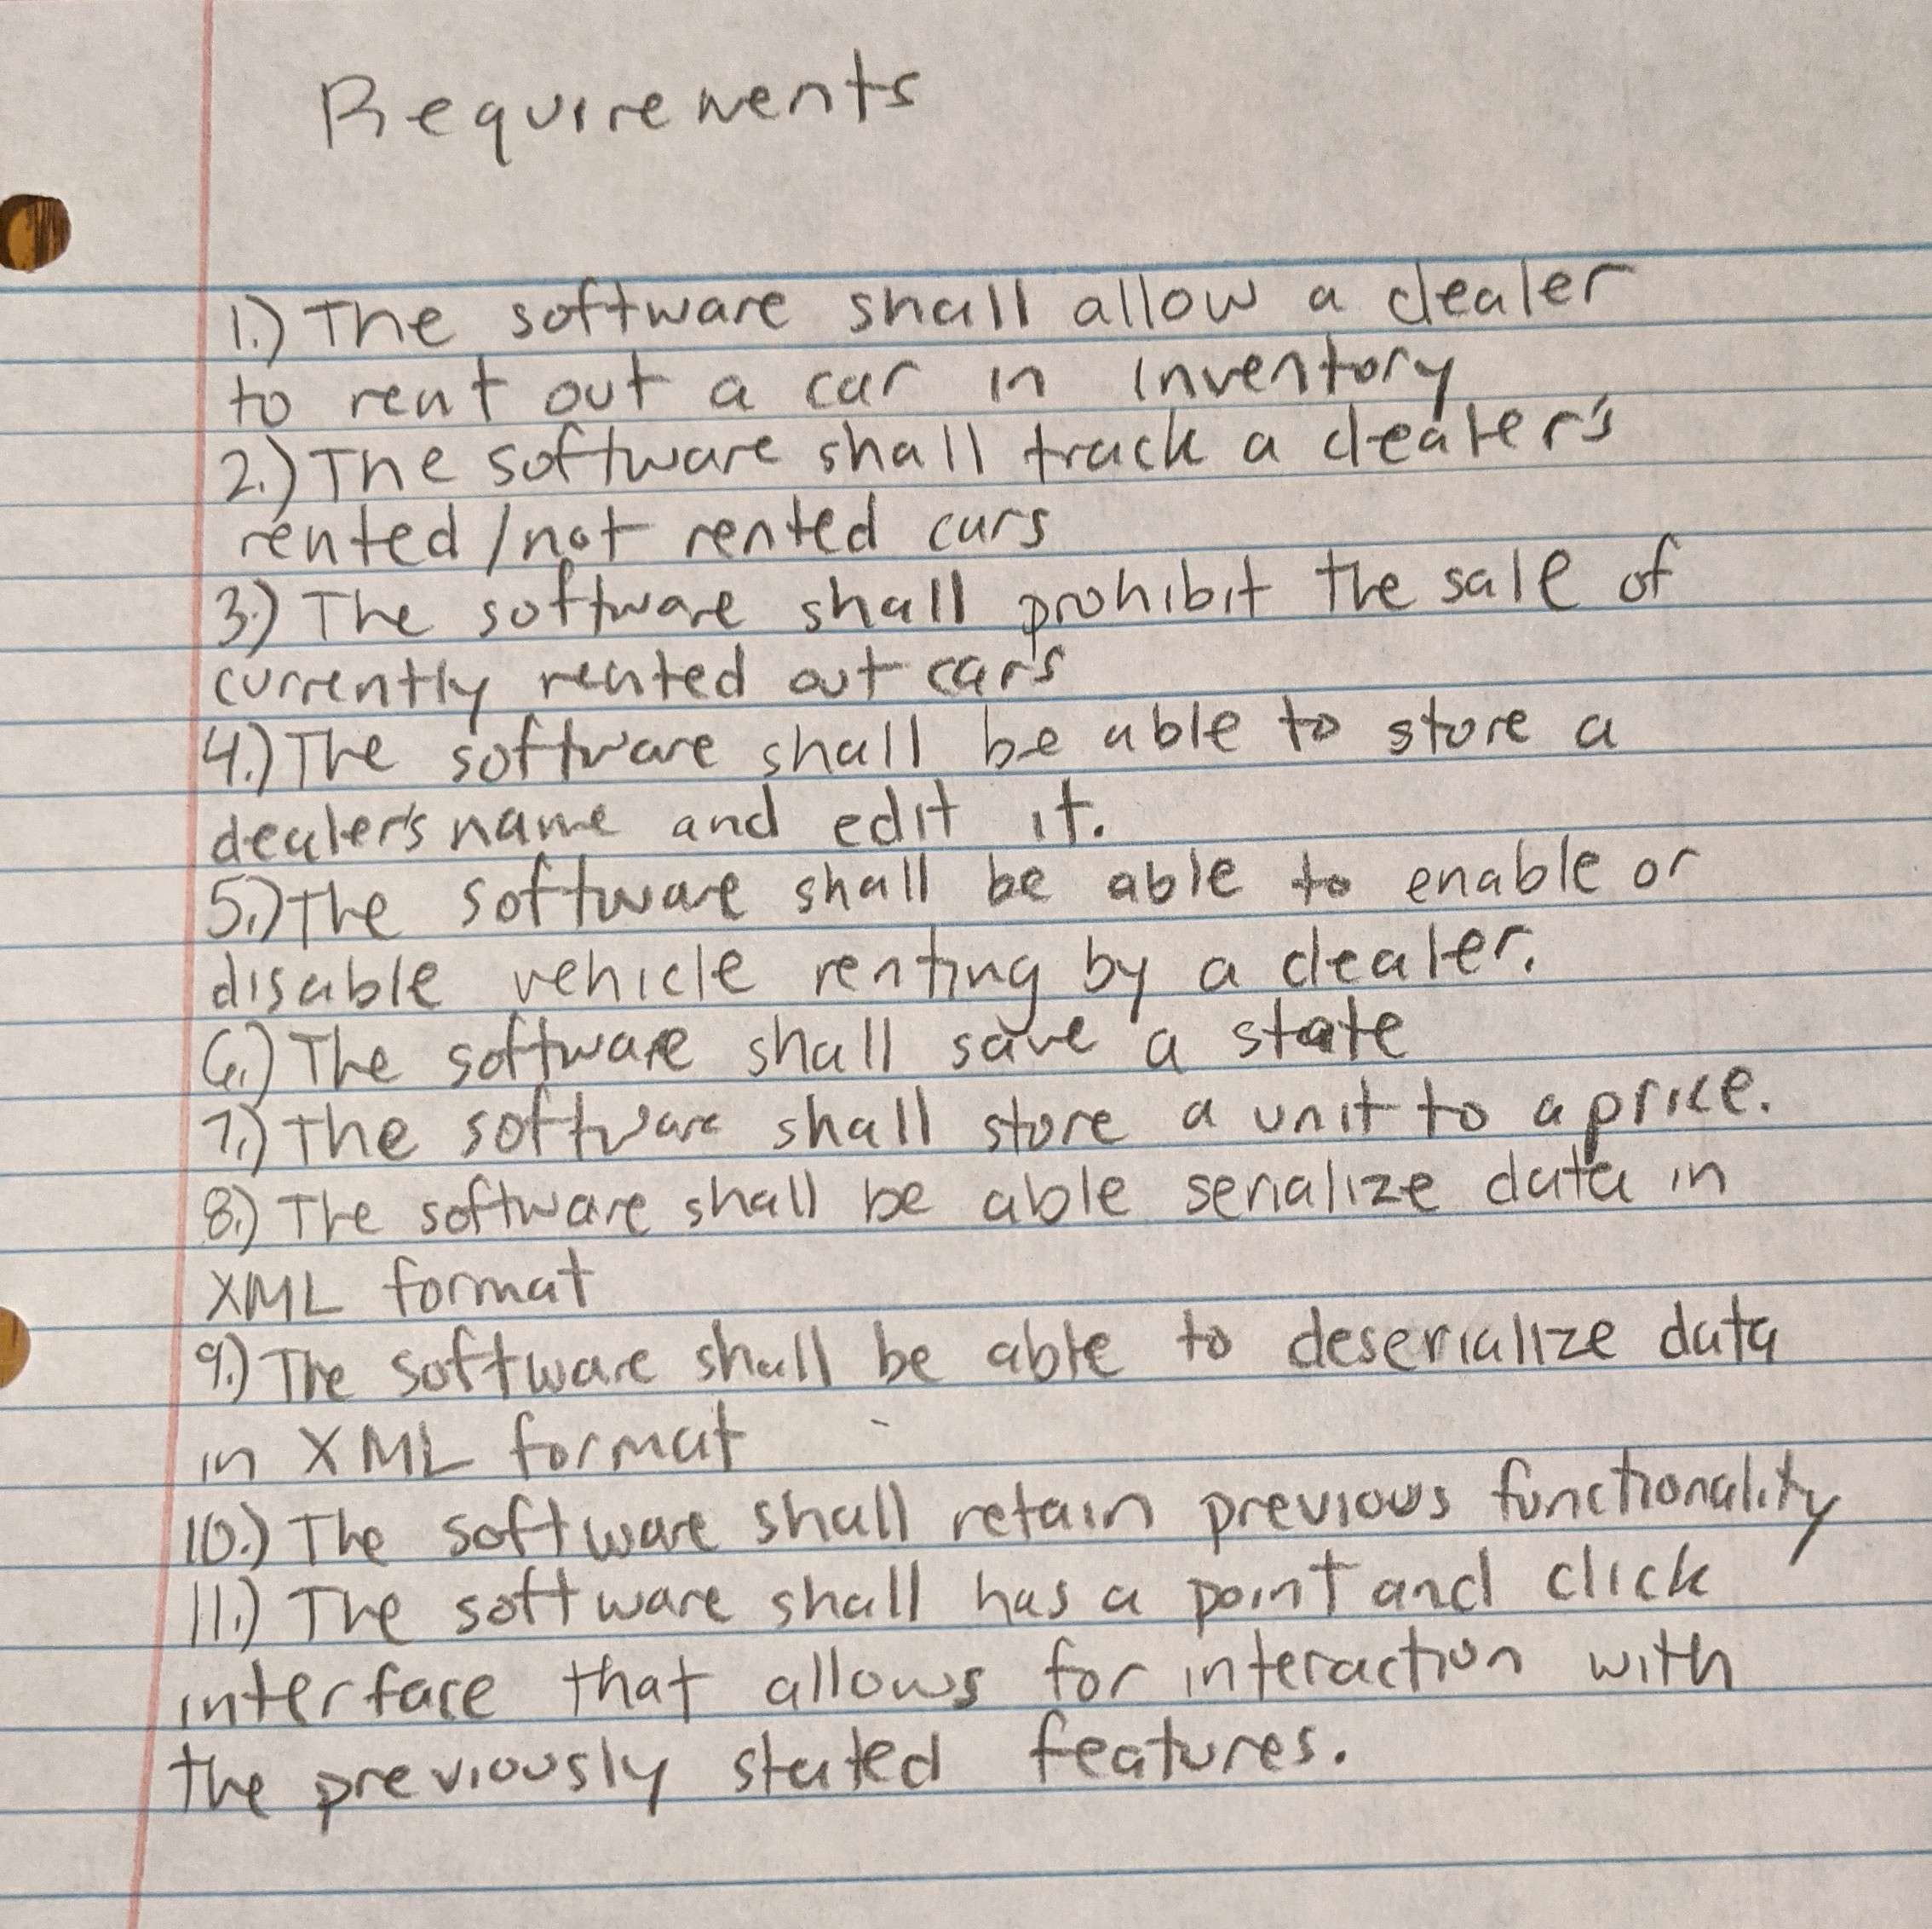 Requirements
1.) The software shall allow a dealer
to rent out a car in inventory
2.) The software shall track a dealer's
rented / not rented cars
3.) The software shall prohibit the sale of
currently rented out cars
4.) The software shall be able to store a
dealer's name and edit it.
5.) The software shall be able to enable or
disable vehicle renting by a dealer.
6.) The software shall save a state
7.) The software shall store a unit to a price.
8.) The software shall be able serialize data in
XML format
9.) The software shall be able to deserialize data
in XML format
10.) The software shall retain previous functionality
11.) The software shall has a point and click
interface that allows for interaction with
the previously stated features.